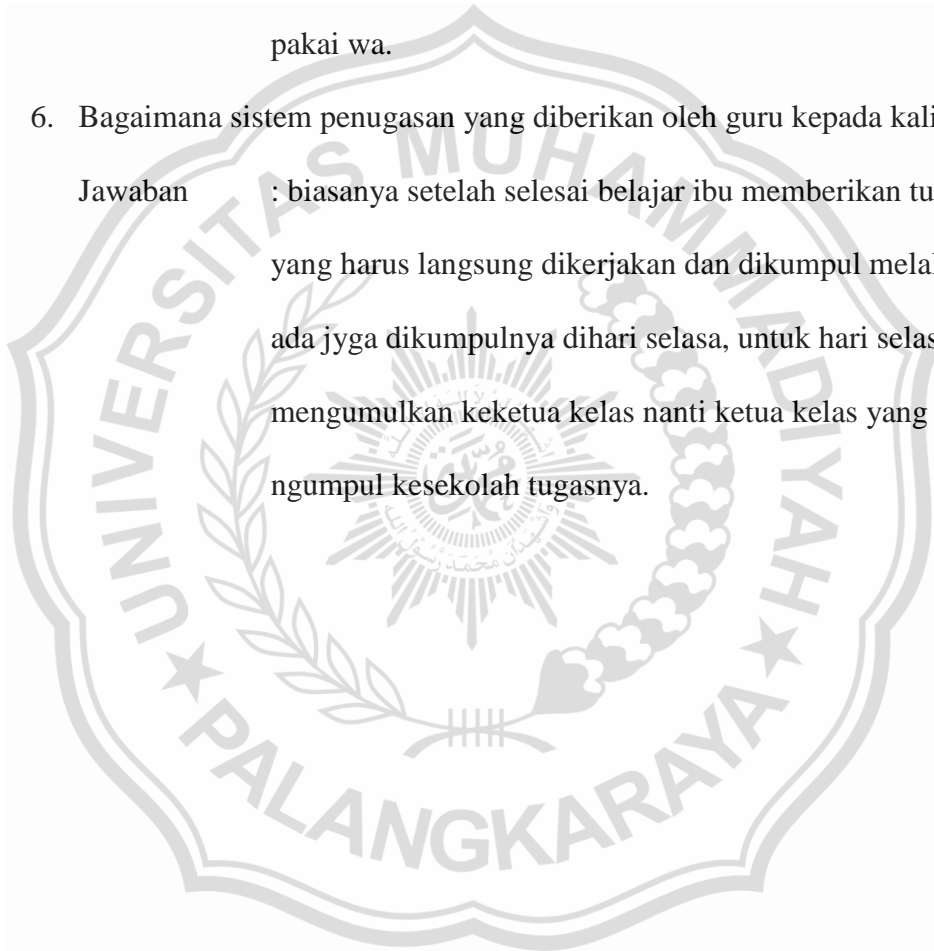 pakai wa.
6. Bagaimana sistem penugasan yang diberikan oleh guru kepada kali
Jawaban : biasanya setelah selesai belajar ibu memberikan tu
yang harus langsung dikerjakan dan dikumpul mela
ada jyga dikumpulnya dihari selasa, untuk hari selas
mengumulkan keketua kelas nanti ketua kelas yang
ngumpul kesekolah tugasnya.
UNIVERSITAS MUHAMMADIYAH
PALANGKARAYA